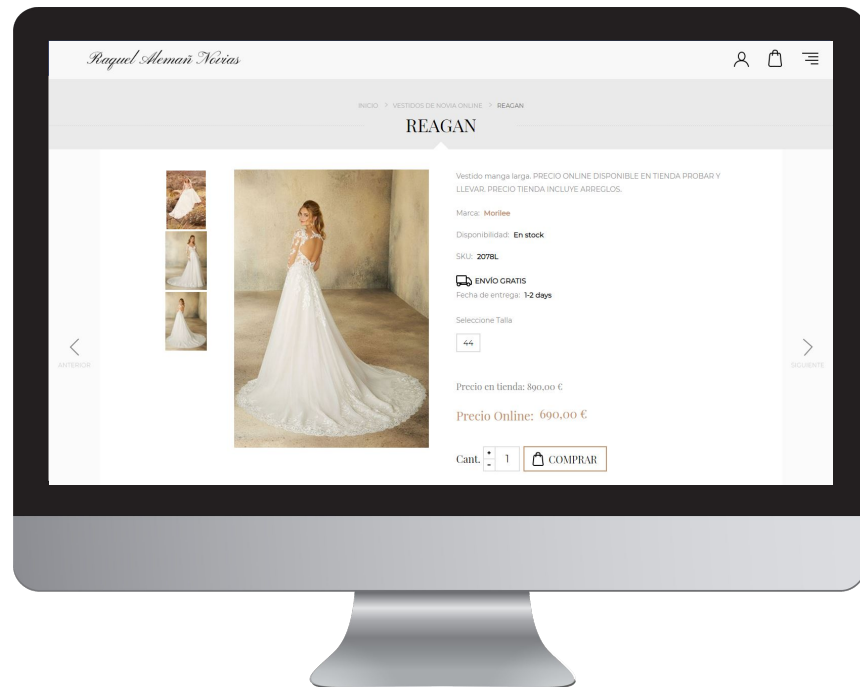 Raquel Alemañ Novias
INICIO > VESTIDOS DE NOVIA ONLINE > REAGAN
REAGAN
Vestido manga larga. PRECIO ONLINE DISPONIBLE EN TIENDA PROBAR Y
LLEVAR. PRECIO TIENDA INCLUYE ARREGLOS.
Marca: Morilee
Disponibilidad: En stock
SKU: 2078L
ENVÍO GRATIS
Fecha de entrega: 1-2 days
Seleccione Talla
44
ANTERIOR
SIGUIENTE
Precio en tienda: 890,00 €
Precio Online: 690,00 €
Cant. + - 1 COMPRAR